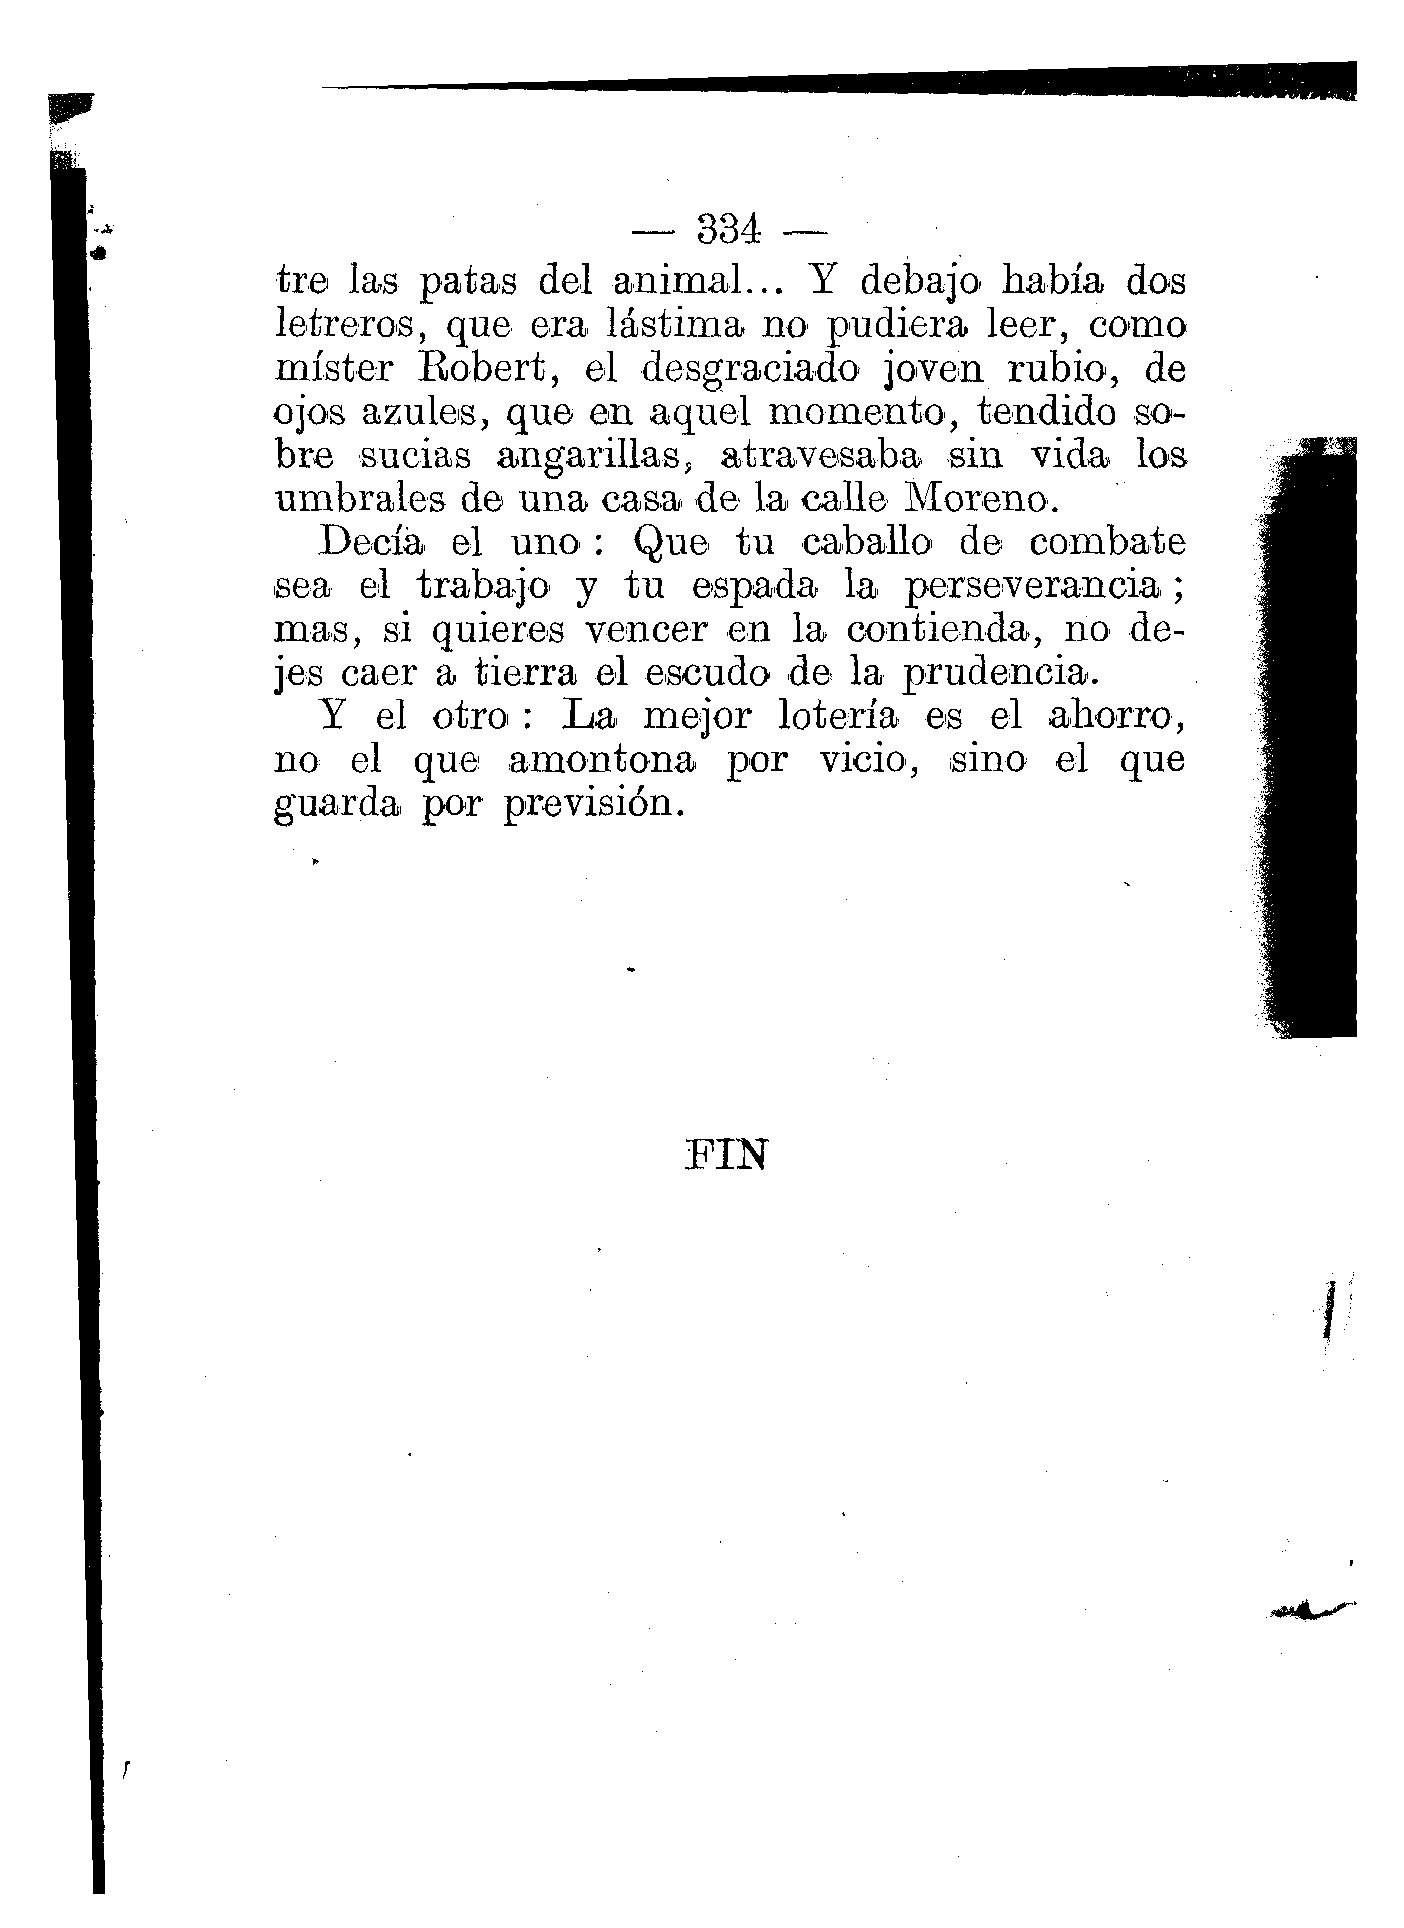 — 334 —
tre las patas del animal... Y debajo había dos
letreros, que era lástima no pudiera leer, como
míster Robert, el desgraciado joven rubio, de
ojos azules, que en aquel momento, tendido so-
bre sucias angarillas, atravesaba sin vida los
umbrales de una casa de la calle Moreno.
Decía el uno : Que tu caballo de combate
sea el trabajo y tu espada la perseverancia ;
mas, si quieres vencer en la contienda, no de-
jes caer a tierra el escudo de la prudencia.
Y el otro : La mejor lotería es el ahorro,
no el que amontona por vicio, sino el que
guarda por previsión.
FIN